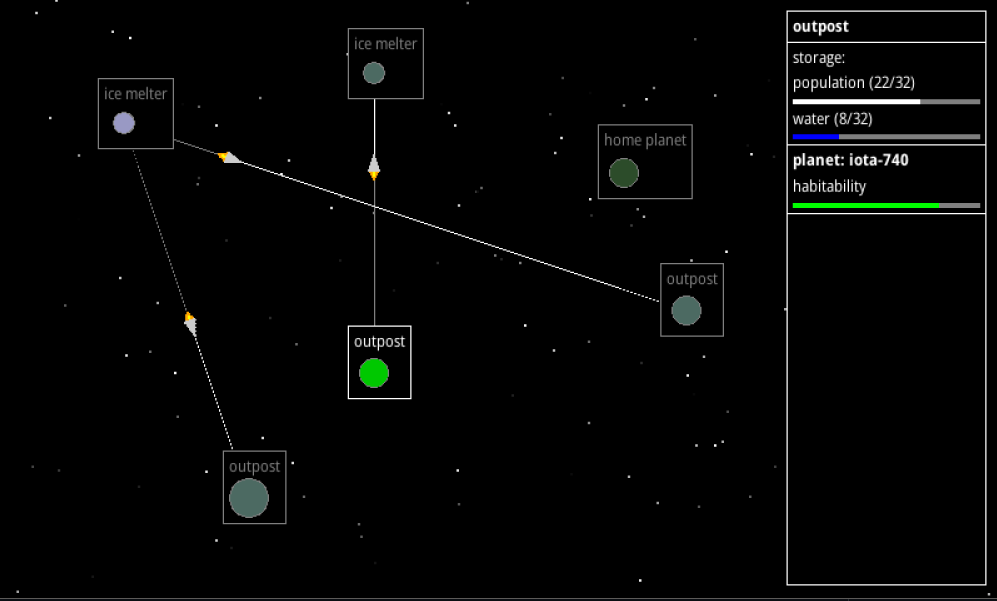 ice melter
ice melter
home planet
outpost
outpost
outpost
outpost
storage:
population (22/32)
water (8/32)
planet: iota-740
habitability